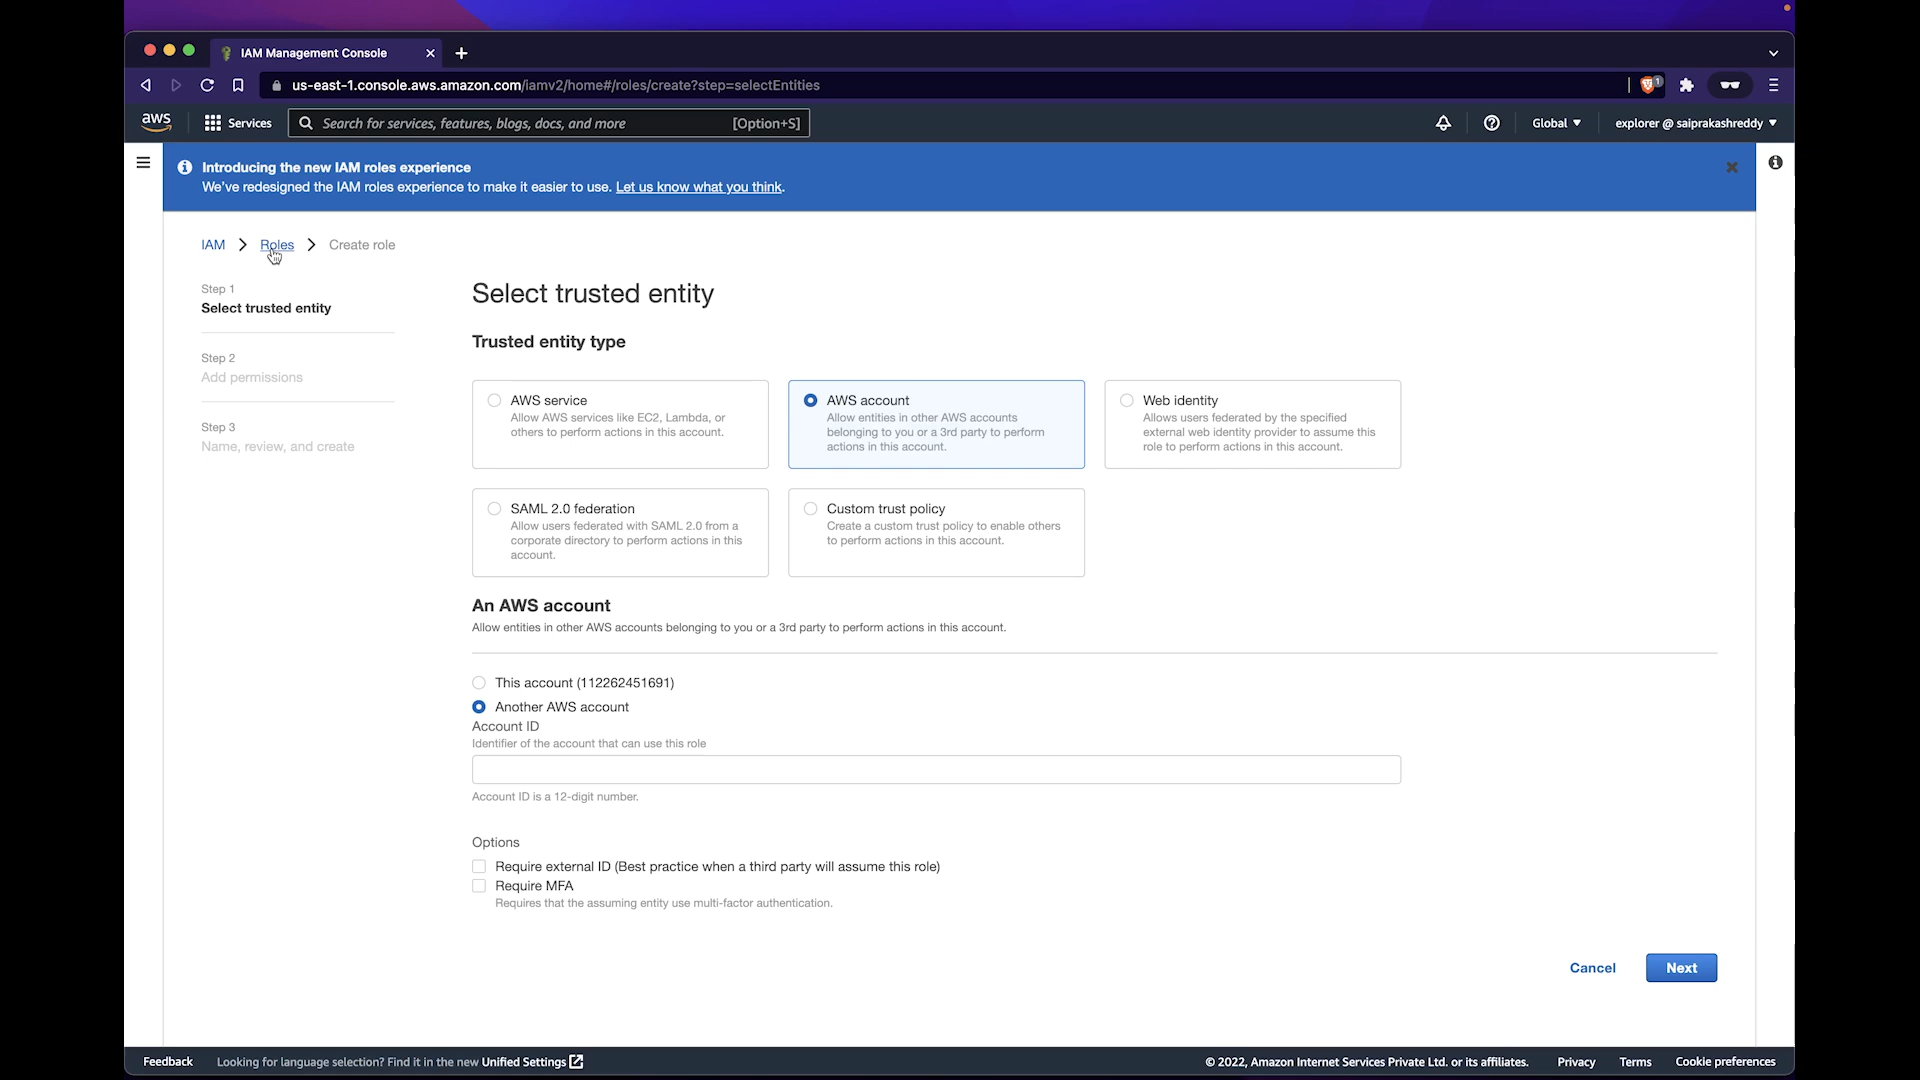 IAM Management Console
us-east-1.console.aws.amazon.com/iamv2/home#/roles/create?step=selectEntities
1
aws
Services
Search for services, features, blogs, docs, and more
[Option+S]
Global
explorer @ saiprakashreddy
Introducing the new IAM roles experience
We've redesigned the IAM roles experience to make it easier to use. Let us know what you think.
IAM
Roles
Create role
Step 1
Select trusted entity
Step 2
Add permissions
Step 3
Name, review, and create
Select trusted entity
Trusted entity type
AWS service
Allow AWS services like EC2, Lambda, or
others to perform actions in this account.
AWS account
Allow entities in other AWS accounts
belonging to you or a 3rd party to perform
actions in this account.
Web identity
Allows users federated by the specified
external web identity provider to assume this
role to perform actions in this account.
SAML 2.0 federation
Allow users federated with SAML 2.0 from a
corporate directory to perform actions in this
account.
Custom trust policy
Create a custom trust policy to enable others
to perform actions in this account.
An AWS account
Allow entities in other AWS accounts belonging to you or a 3rd party to perform actions in this account.
This account (112262451691)
Another AWS account
Account ID
Identifier of the account that can use this role
Account ID is a 12-digit number.
Options
Require external ID (Best practice when a third party will assume this role)
Require MFA
Requires that the assuming entity use multi-factor authentication.
Cancel
Next
Feedback
Looking for language selection? Find it in the new Unified Settings
© 2022, Amazon Internet Services Private Ltd. or its affiliates.
Privacy
Terms
Cookie preferences